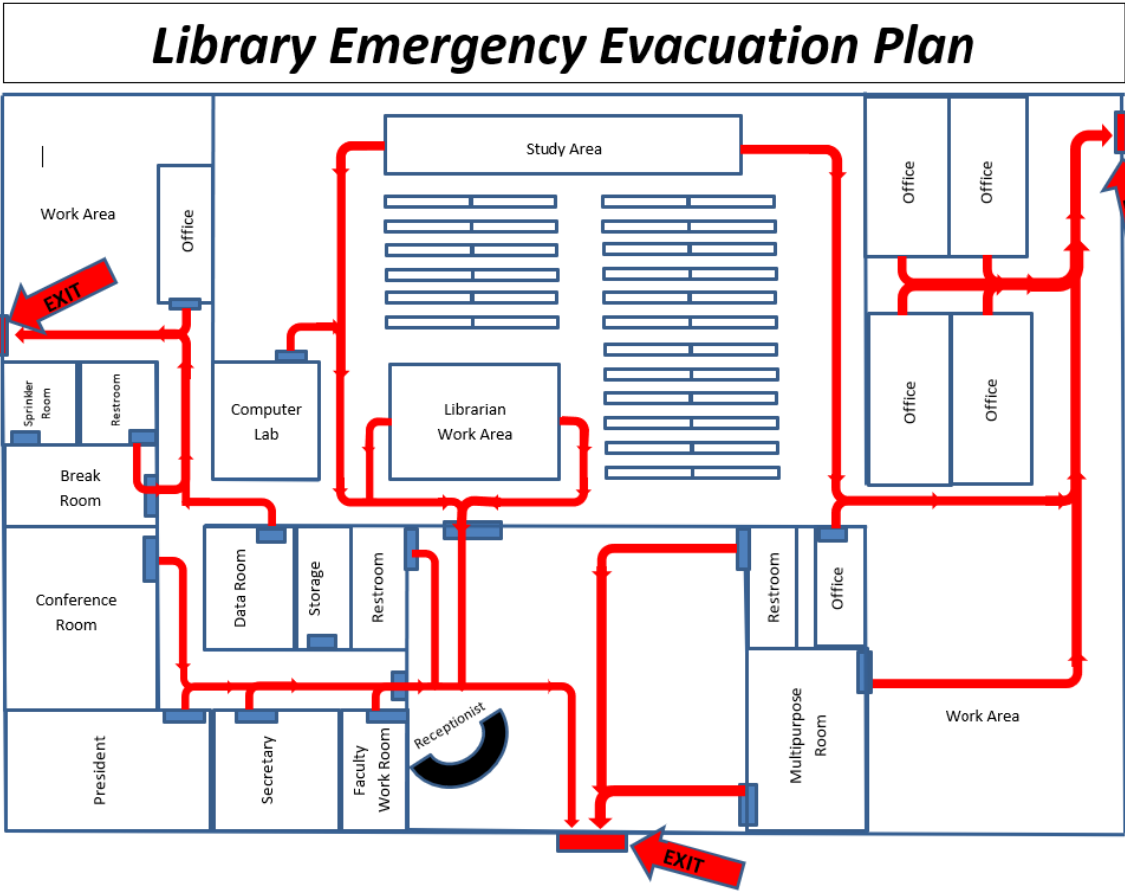 Library Emergency Evacuation Plan
Study Area
Office
Office
Work Area
Office
EXIT
Sprinkler
Room
Restroom
Computer
Lab
Librarian
Work Area
Office
Office
Break
Room
Conference
Room
Data Room
Storage
Restroom
Restroom
Office
President
Secretary
Faculty
Work Room
Receptionist
Multipurpose
Room
Work Area
EXIT